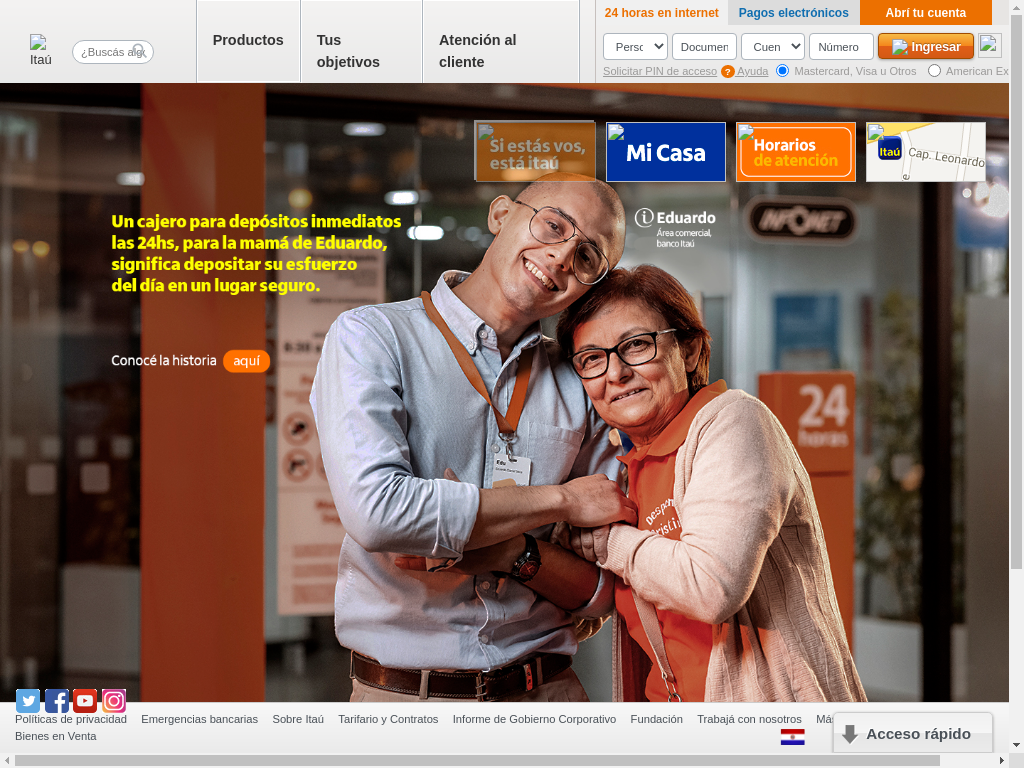 Itaú
¿Buscás algo
Productos
Tus
objetivos
Atención al
cliente
24 horas en internet
Pagos electrónicos
Abrí tu cuenta
Documen
Número
Ingresar
Solicitar PIN de acceso
? Ayuda
Mastercard, Visa u Otros
American Ex
Si estás vos,
está itaú
Mi Casa
Horarios
de atención
Itaú
Cap. Leonardo
Un cajero para depósitos inmediatos
las 24hs, para la mamá de Eduardo,
significa depositar su esfuerzo
del día en un lugar seguro.
Eduardo
Área comercial,
banco Itaú
INFONET
Conocé la historia aquí
24
horas
Edu
Políticas de privacidad
Emergencias bancarias
Sobre Itaú
Tarifario y Contratos
Informe de Gobierno Corporativo
Fundación
Trabajá con nosotros
Bienes en Venta
Acceso rápido